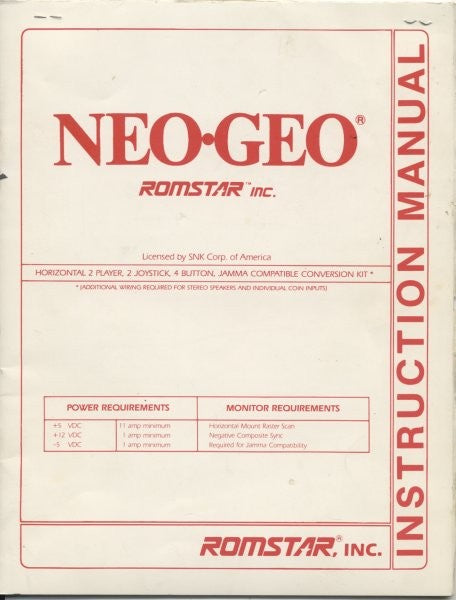 NEO•GEO®
ROMSTAR™ INC.
Licensed by SNK Corp. of America
HORIZONTAL 2 PLAYER, 2 JOYSTICK, 4 BUTTON, JAMMA COMPATIBLE CONVERSION KIT *
* (ADDITIONAL WIRING REQUIRED FOR STEREO SPEAKERS AND INDIVIDUAL COIN INPUTS)
POWER REQUIREMENTS MONITOR REQUIREMENTS
+5 VDC 11 amp minimum Horizontal Mount Raster Scan
+12 VDC 1 amp minimum Negative Composite Sync
-5 VDC 1 amp minimum Required for Jamma Compatibility
ROMSTAR,® INC.
INSTRUCTION MANUAL